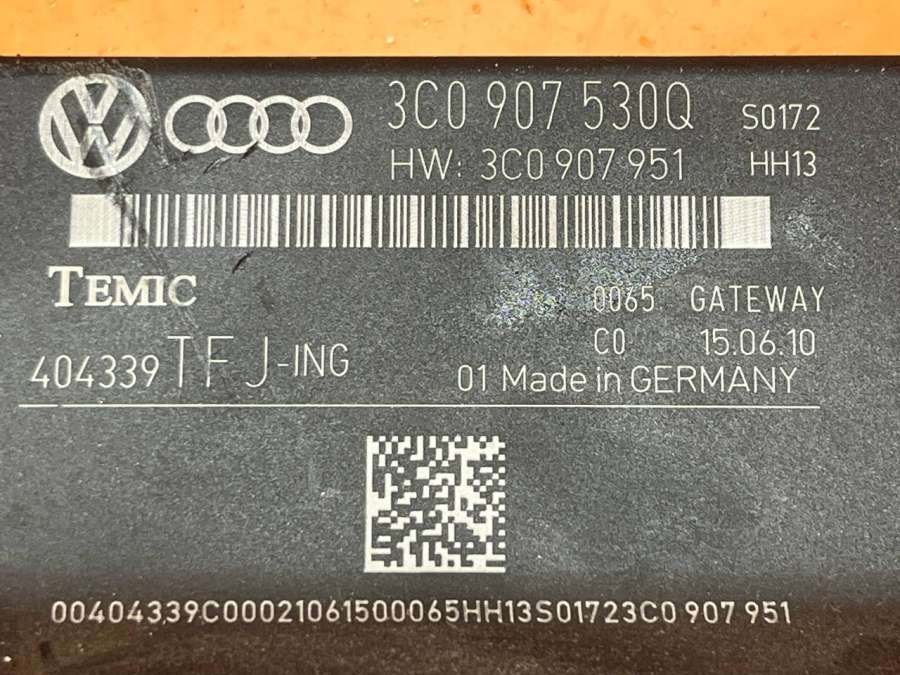 3C0 907 530Q S0172
HW: 3C0 907 951 HH13
TEMIC
0065 GATEWAY
C0 15.06.10
404339TFJ-ING
01 Made in GERMANY
00404339C00021061500065HH13S01723C0 907 951